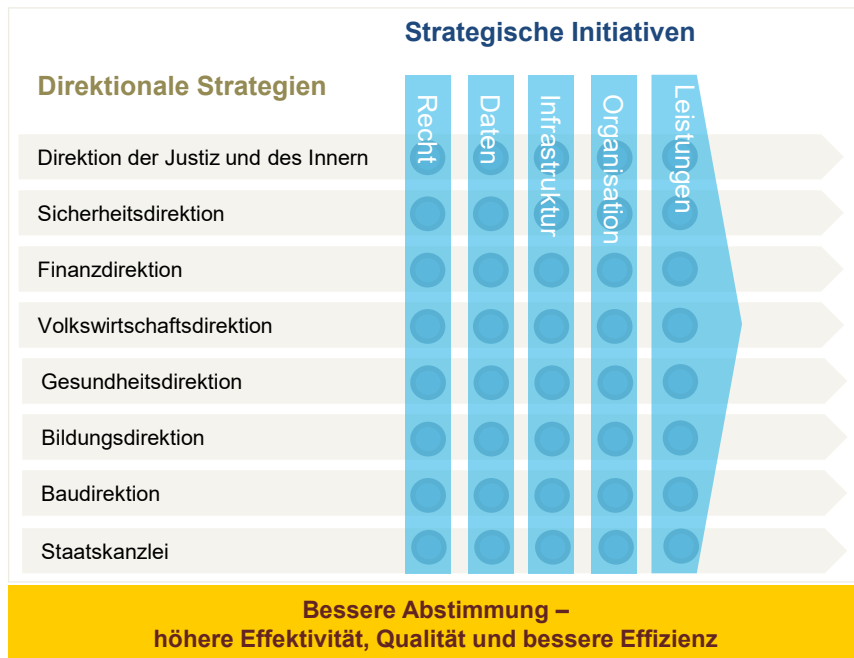 Strategische Initiativen
Direktionale Strategien
Recht
Daten
Infrastruktur
Organisation
Leistungen
Direktion der Justiz und des Innern
Sicherheitsdirektion
Finanzdirektion
Volkswirtschaftsdirektion
Gesundheitsdirektion
Bildungsdirektion
Baudirektion
Staatskanzlei
Bessere Abstimmung –
höhere Effektivität, Qualität und bessere Effizienz